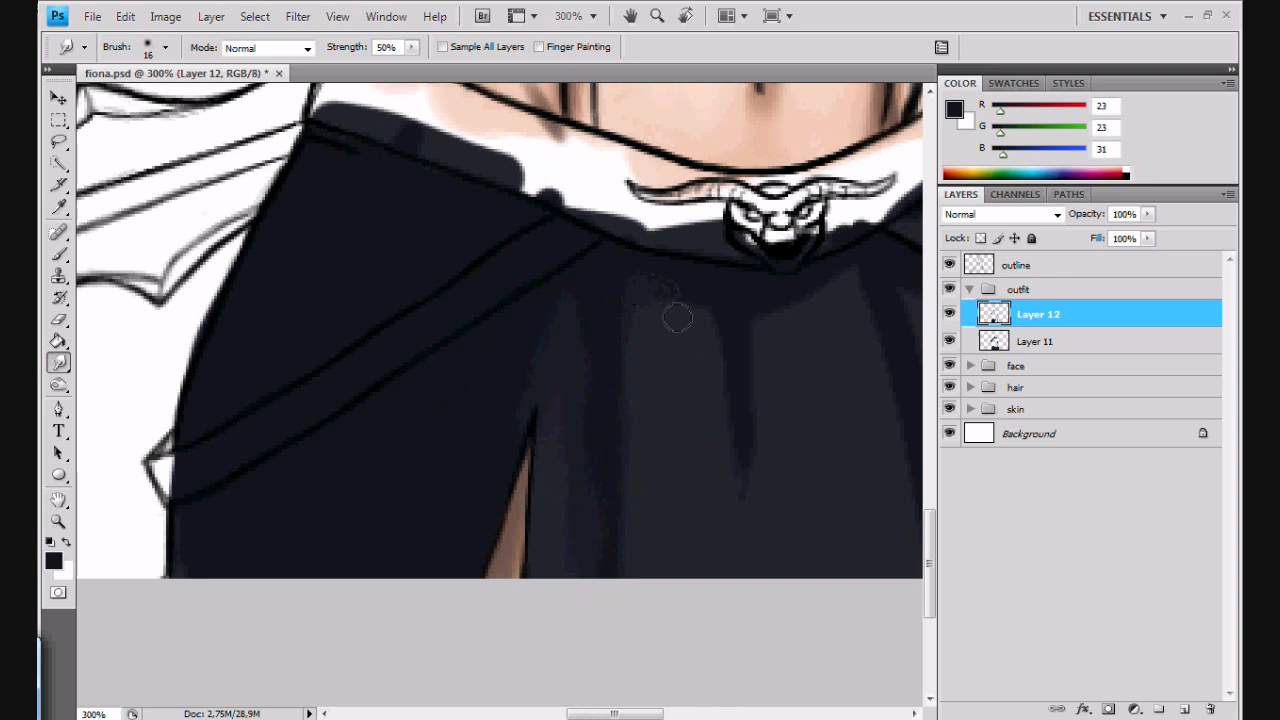 Ps File Edit Image Layer Select Filter View Window Help Br 300% ESSENTIALS
Brush: 16 Mode: Normal Strength: 50% Sample All Layers Finger Painting
fiona.psd @ 300% (Layer 12, RGB/8) *
COLOR SWATCHES STYLES
R 23
G 23
B 31
LAYERS CHANNELS PATHS
Normal Opacity: 100%
Lock: Fill: 100%
outline
outfit
Layer 12
Layer 11
face
hair
skin
Background
T
fx
300% Doc: 2,75M/28,9M